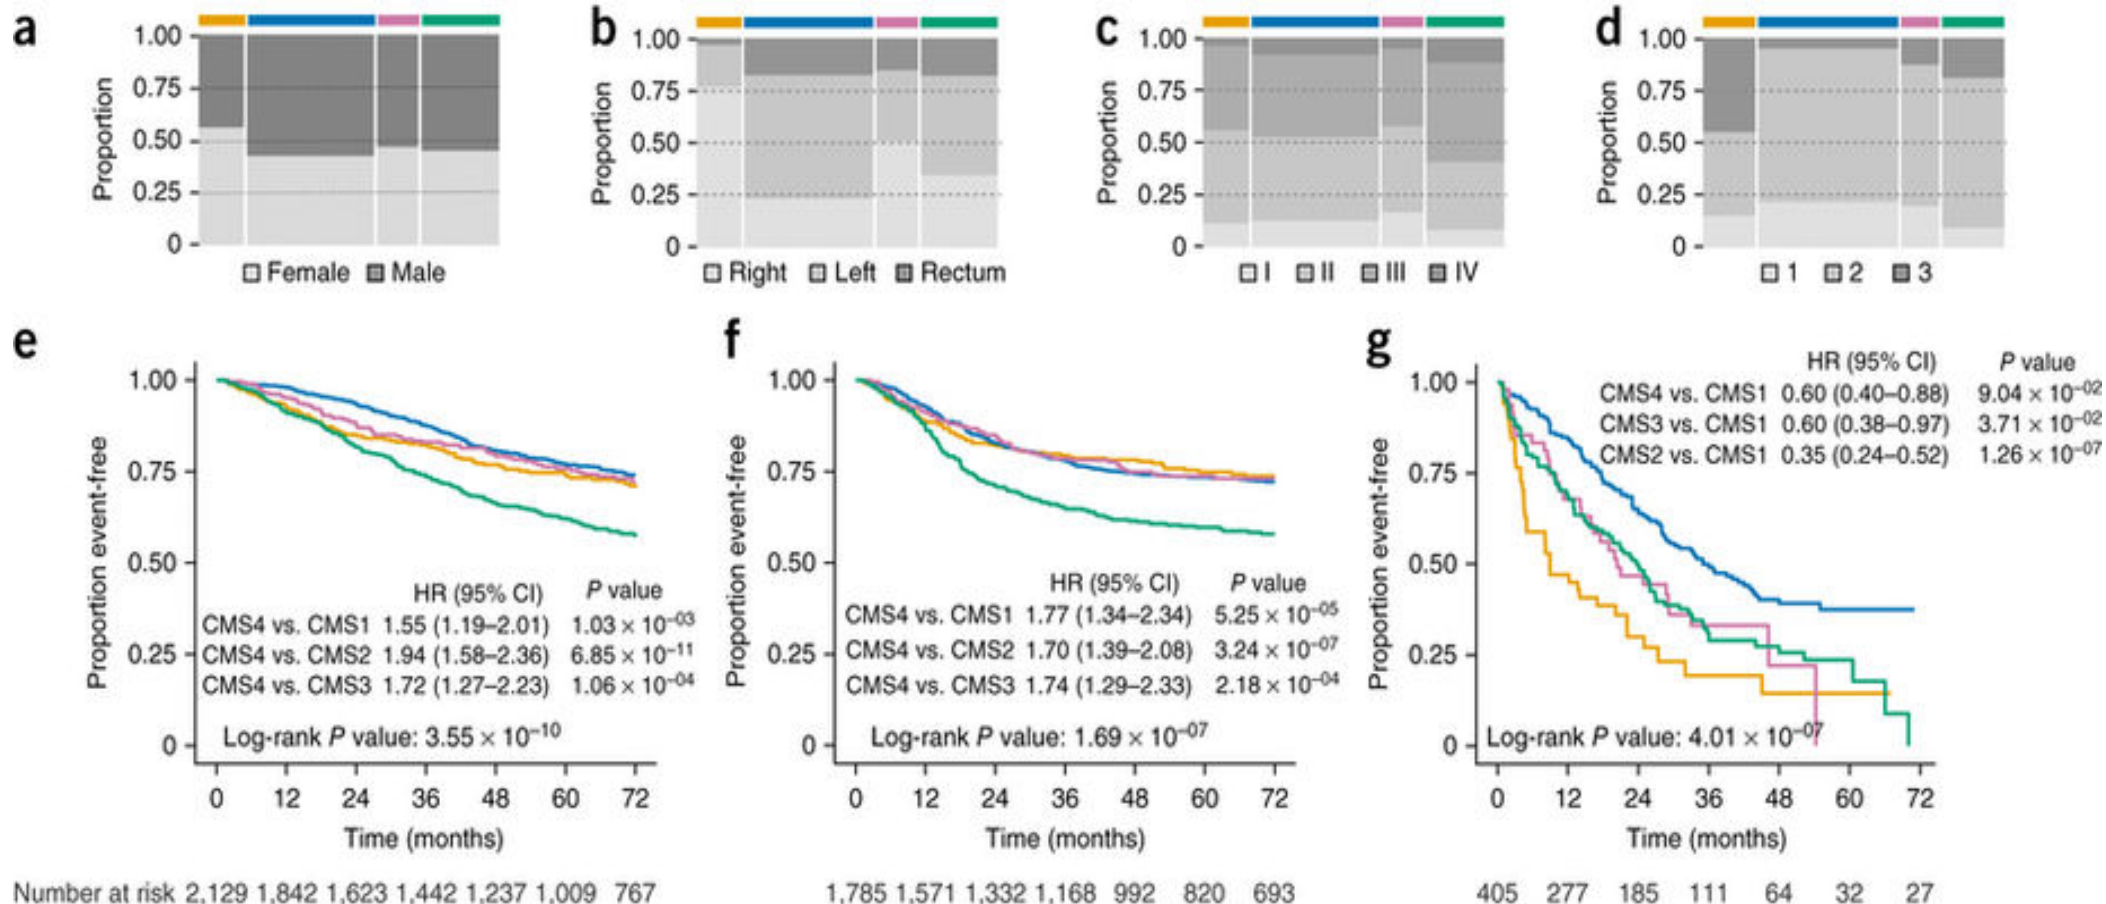 a
b
c
d
1.00
0.75
0.50
0.25
0
Proportion
Female Male
1.00
0.75
0.50
0.25
0
Proportion
Right Left Rectum
1.00
0.75
0.50
0.25
0
Proportion
I II III IV
1.00
0.75
0.50
0.25
0
Proportion
1 2 3
e
1.00
0.75
0.50
0.25
0
Proportion event-free
HR (95% CI) P value
CMS4 vs. CMS1 1.55 (1.19–2.01) 1.03 × 10⁻⁰³
CMS4 vs. CMS2 1.94 (1.58–2.36) 6.85 × 10⁻¹¹
CMS4 vs. CMS3 1.72 (1.27–2.23) 1.06 × 10⁻⁰⁴
Log-rank P value: 3.55 × 10⁻¹⁰
0 12 24 36 48 60 72
Time (months)
Number at risk 2,129 1,842 1,623 1,442 1,237 1,009 767
f
1.00
0.75
0.50
0.25
0
Proportion event-free
HR (95% CI) P value
CMS4 vs. CMS1 1.77 (1.34–2.34) 5.25 × 10⁻⁰⁵
CMS4 vs. CMS2 1.70 (1.39–2.08) 3.24 × 10⁻⁰⁷
CMS4 vs. CMS3 1.74 (1.29–2.33) 2.18 × 10⁻⁰⁴
Log-rank P value: 1.69 × 10⁻⁰⁷
0 12 24 36 48 60 72
Time (months)
1,785 1,571 1,332 1,168 992 820 693
g
1.00
0.75
0.50
0.25
0
Proportion event-free
HR (95% CI) P value
CMS4 vs. CMS1 0.60 (0.40–0.88) 9.04 × 10⁻⁰²
CMS3 vs. CMS1 0.60 (0.38–0.97) 3.71 × 10⁻⁰²
CMS2 vs. CMS1 0.35 (0.24–0.52) 1.26 × 10⁻⁰⁷
Log-rank P value: 4.01 × 10⁻⁰⁷
0 12 24 36 48 60 72
Time (months)
405 277 185 111 64 32 27